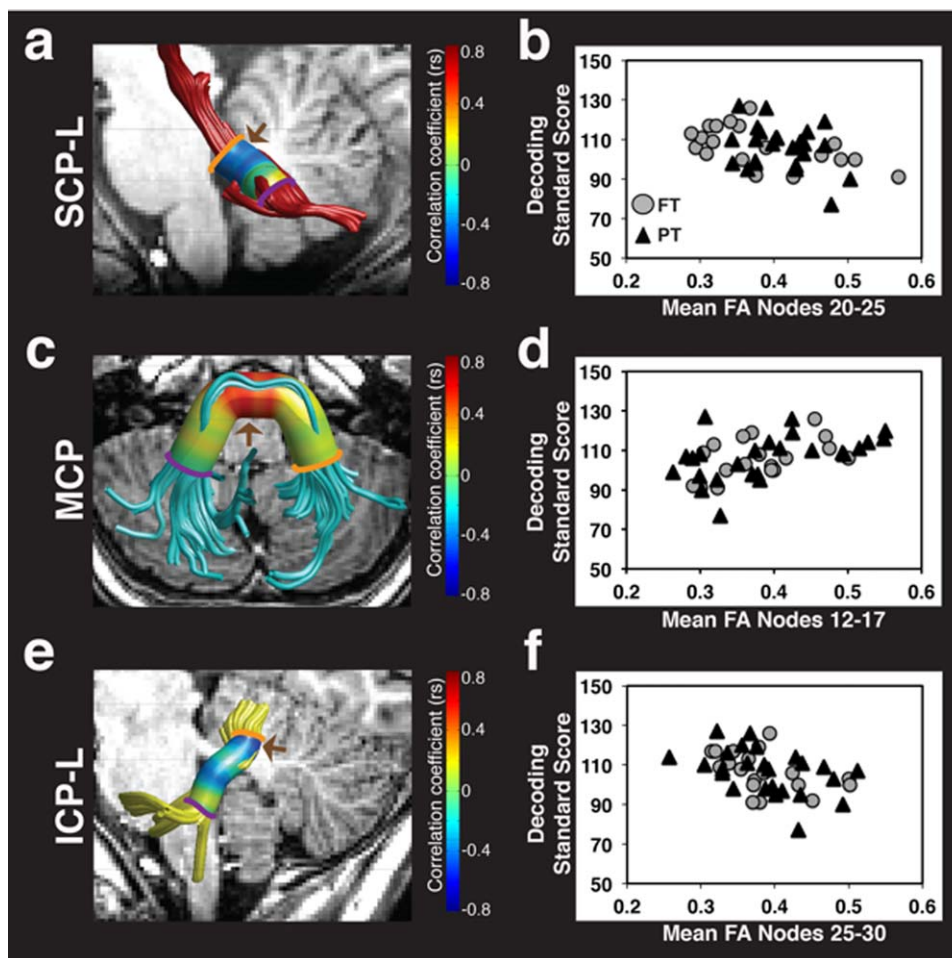 a
SCP-L
Correlation coefficient (rs)
0.8
0.4
0
-0.4
-0.8
b
Decoding
Standard Score
150
130
110
90
70
50
FT
PT
0.2 0.3 0.4 0.5 0.6
Mean FA Nodes 20-25
c
MCP
Correlation coefficient (rs)
0.8
0.4
0
-0.4
-0.8
d
Decoding
Standard Score
150
130
110
90
70
50
0.2 0.3 0.4 0.5 0.6
Mean FA Nodes 12-17
e
ICP-L
Correlation coefficient (rs)
0.8
0.4
0
-0.4
-0.8
f
Decoding
Standard Score
150
130
110
90
70
50
0.2 0.3 0.4 0.5 0.6
Mean FA Nodes 25-30